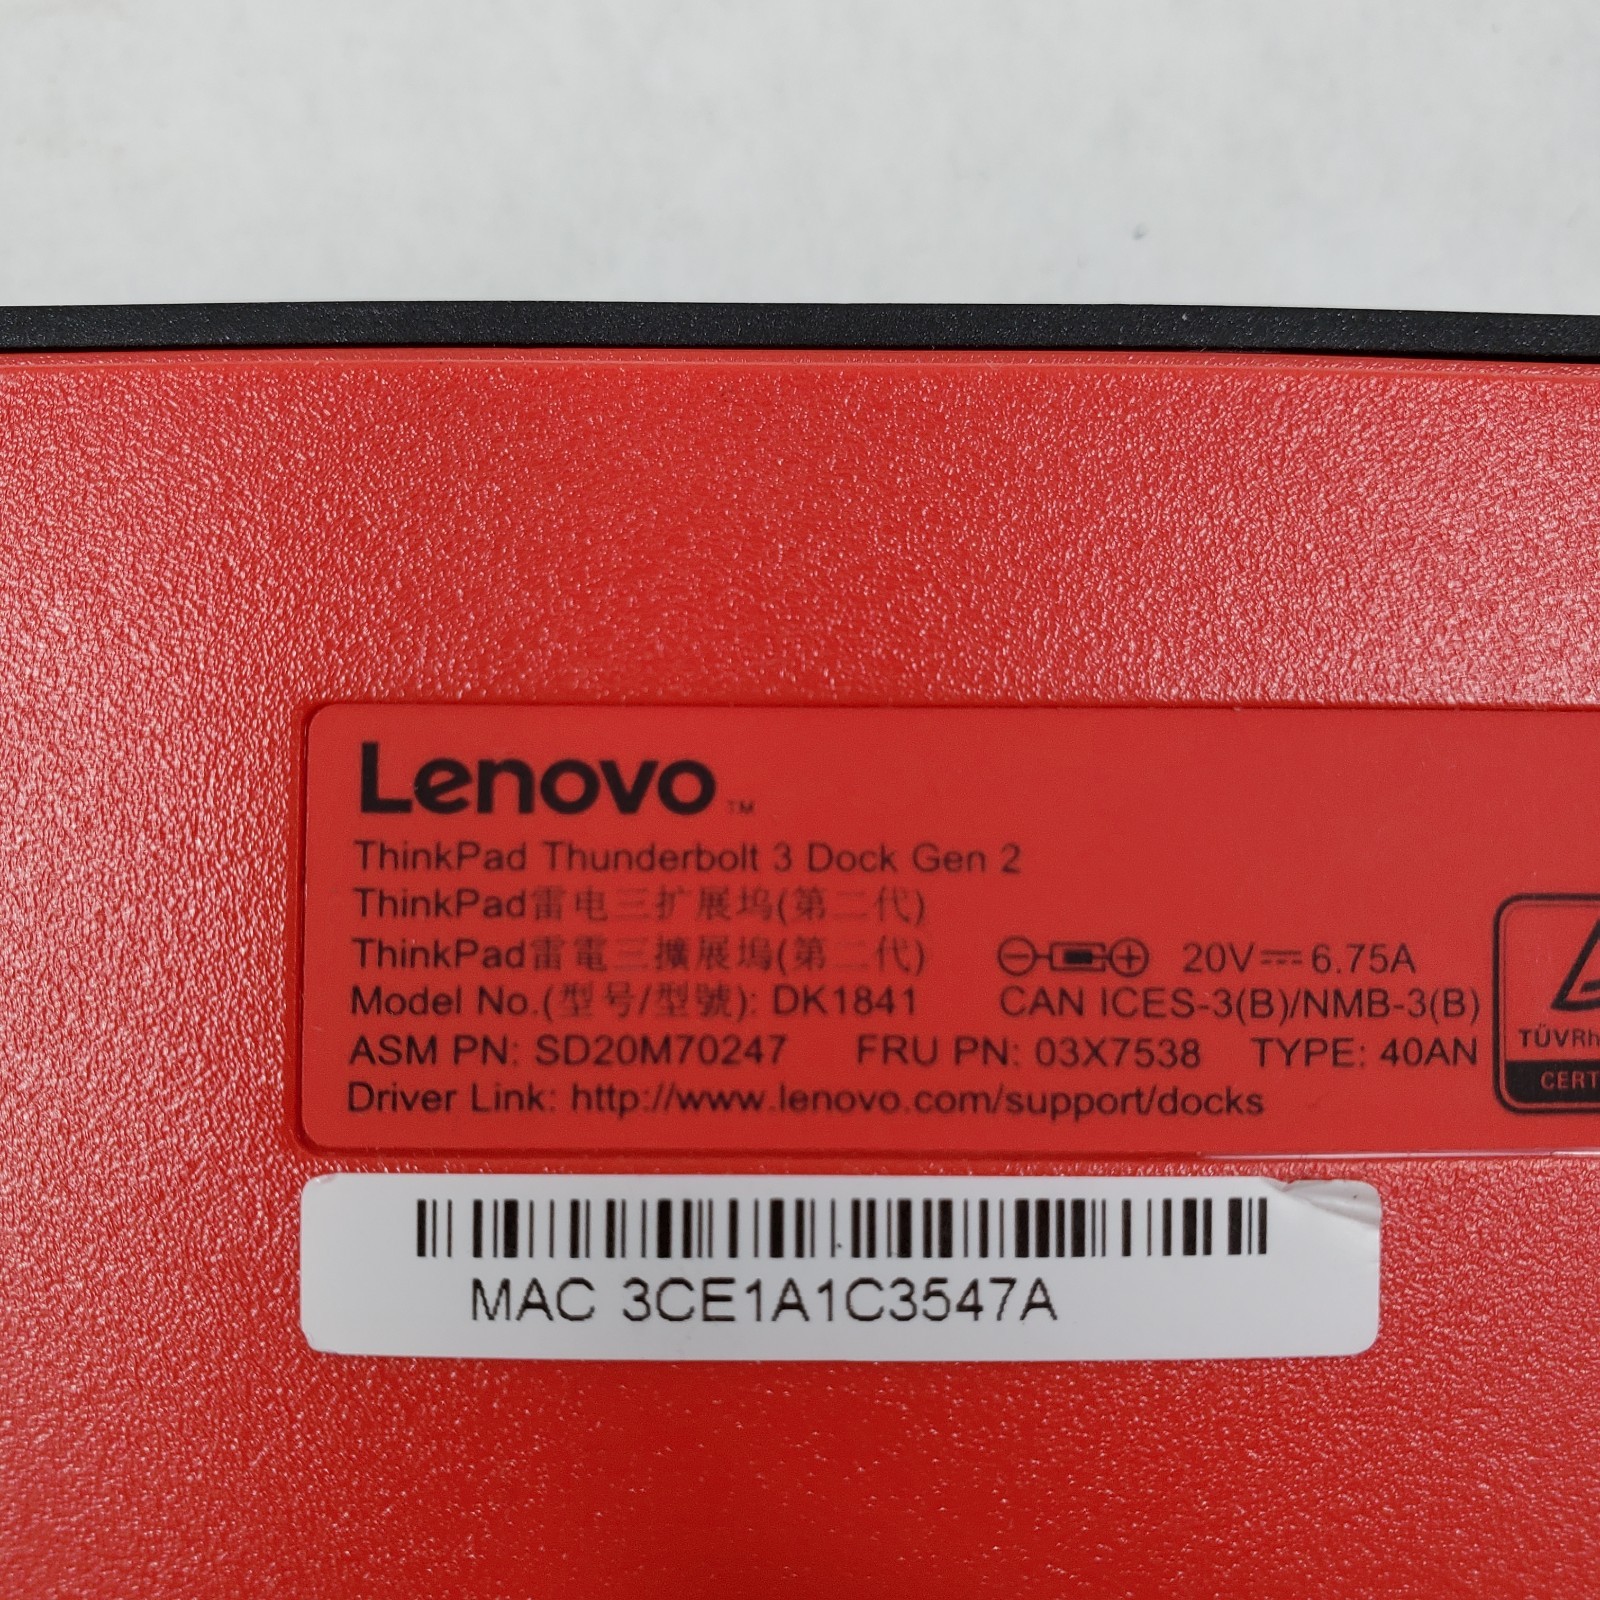 Lenovo™
ThinkPad Thunderbolt 3 Dock Gen 2
ThinkPad雷电三扩展坞(第二代)
ThinkPad雷電三擴展塢(第二代) 20V⎓6.75A
Model No.(型号/型號): DK1841 CAN ICES-3(B)/NMB-3(B)
ASM PN: SD20M70247 FRU PN: 03X7538 TYPE: 40AN
Driver Link: http://www.lenovo.com/support/docks
TÜVRh
CERT
MAC 3CE1A1C3547A